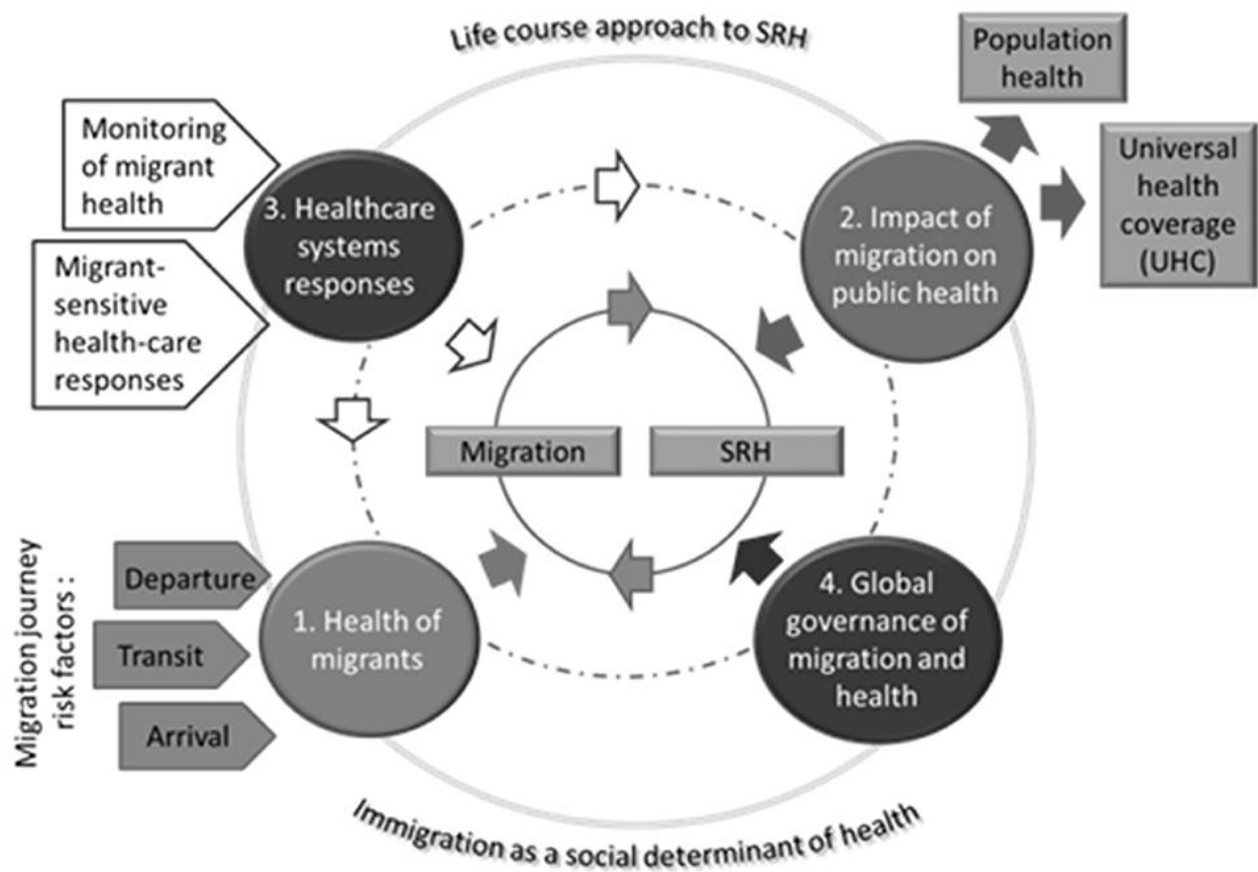 Life course approach to SRH
Population
health
Universal
health
coverage
(UHC)
Monitoring
of migrant
health
Migrant-
sensitive
health-care
responses
3. Healthcare
systems
responses
2. Impact of
migration on
public health
Migration
SRH
Migration journey
risk factors :
Departure
Transit
Arrival
1. Health of
migrants
4. Global
governance of
migration and
health
Immigration as a social determinant of health